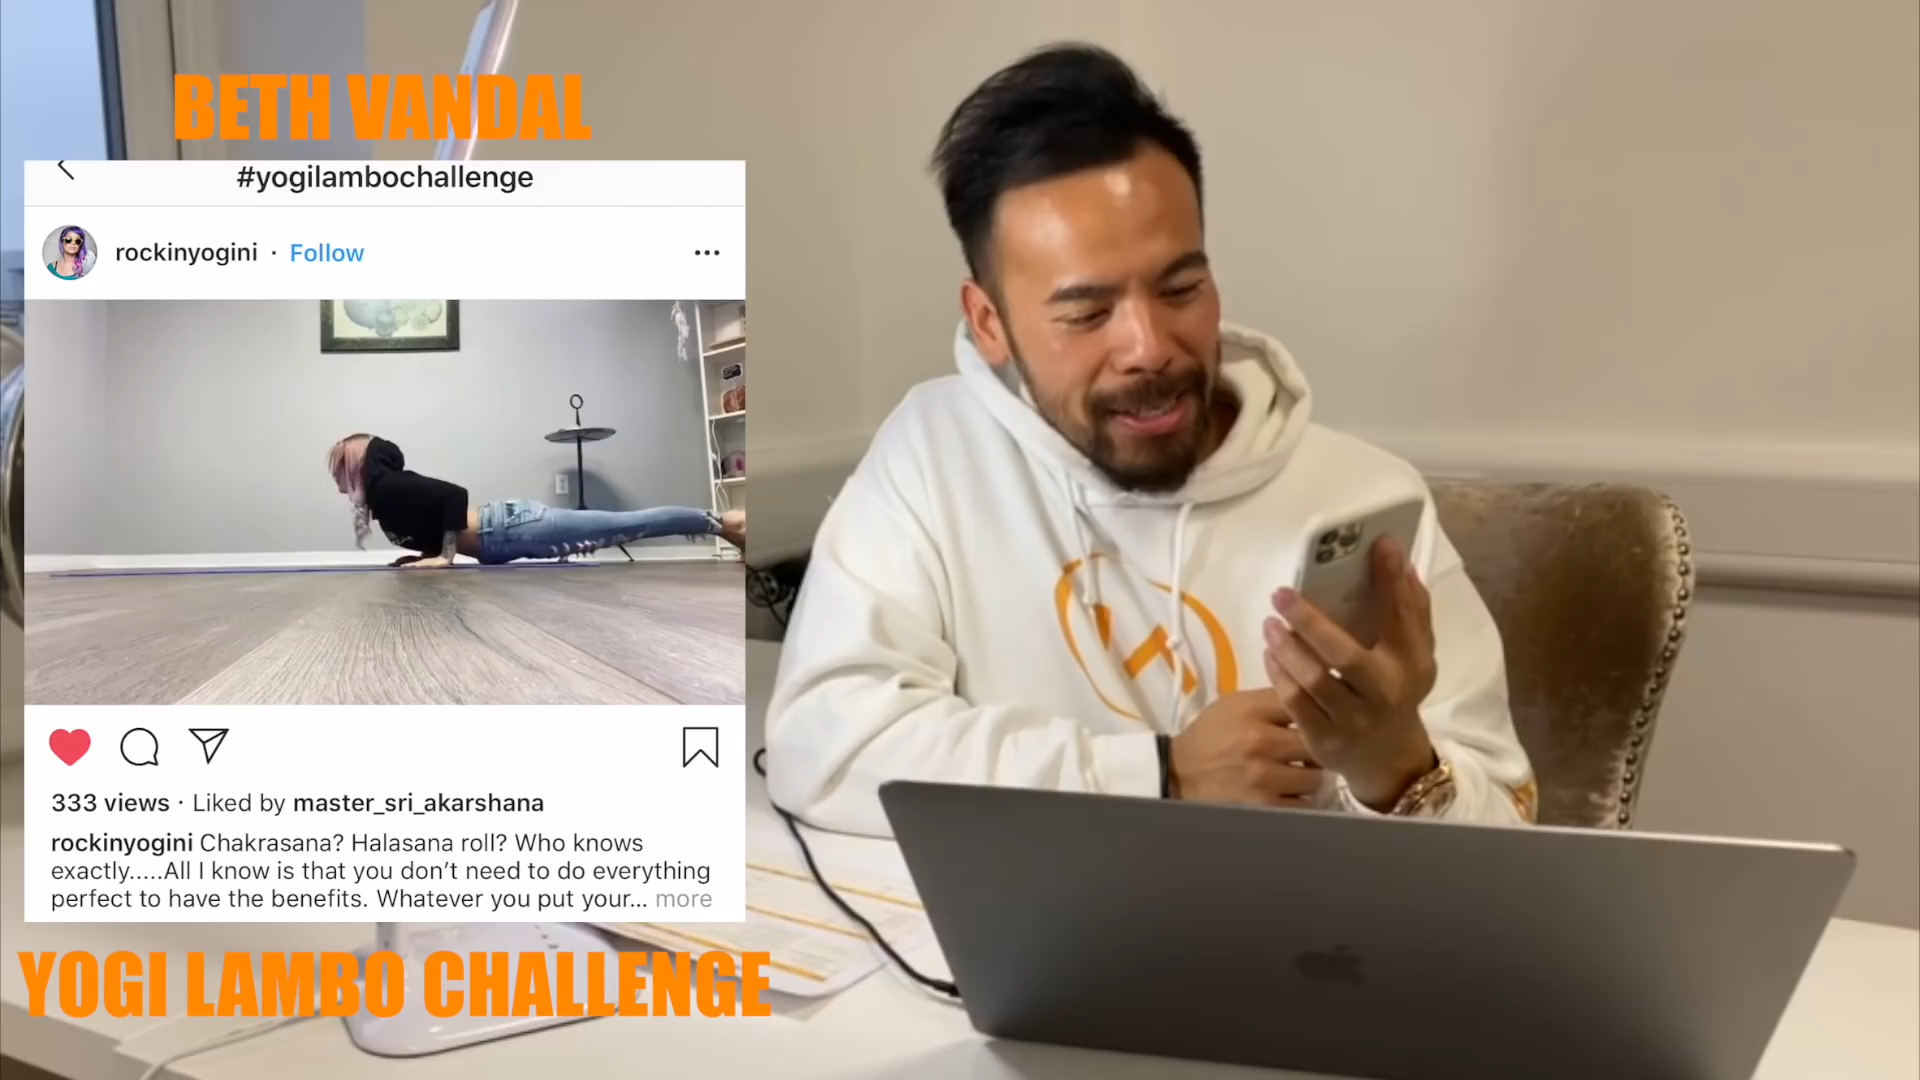 BETH VANDAL
#yogilambochallenge
rockinyogini · Follow
333 views · Liked by master_sri_akarshana
rockinyogini Chakrasana? Halasana roll? Who knows
exactly.....All I know is that you don't need to do everything
perfect to have the benefits. Whatever you put your... more
YOGI LAMBO CHALLENGE